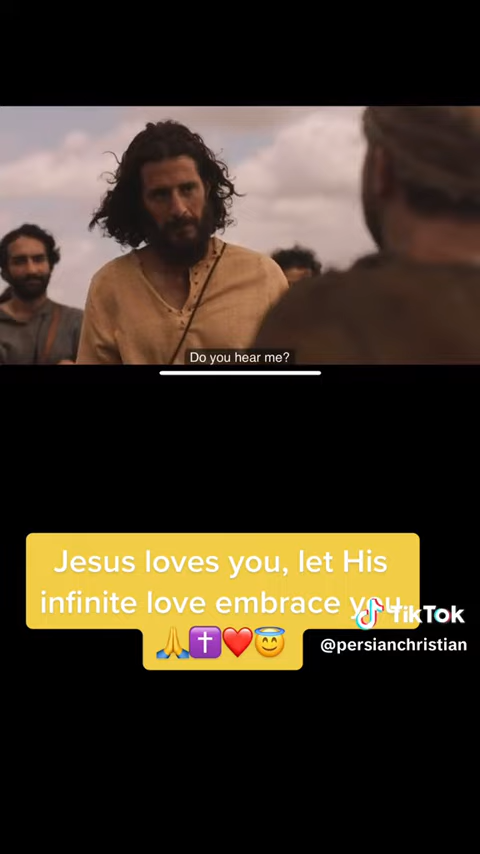 Do you hear me?
Jesus loves you, let His
infinite love embrace you
🙏✝️❤️😇
TikTok
@persianchristian